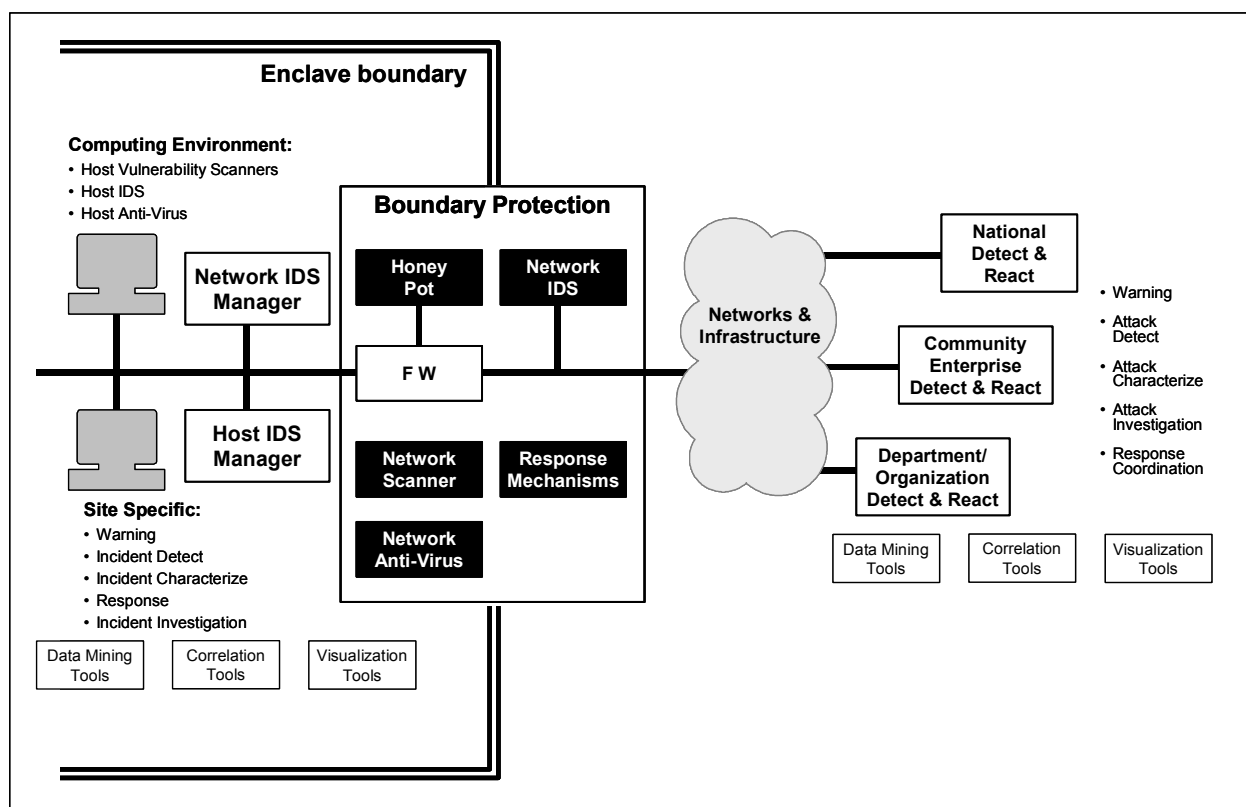 Enclave boundary
Computing Environment:
• Host Vulnerability Scanners
• Host IDS
• Host Anti-Virus
Network IDS
Manager
Host IDS
Manager
Site Specific:
• Warning
• Incident Detect
• Incident Characterize
• Response
• Incident Investigation
Data Mining
Tools
Correlation
Tools
Visualization
Tools
Boundary Protection
Honey
Pot
Network
IDS
F W
Network
Scanner
Response
Mechanisms
Network
Anti-Virus
Networks &
Infrastructure
National
Detect &
React
Community
Enterprise
Detect & React
Department/
Organization
Detect & React
• Warning
• Attack
Detect
• Attack
Characterize
• Attack
Investigation
• Response
Coordination
Data Mining
Tools
Correlation
Tools
Visualization
Tools